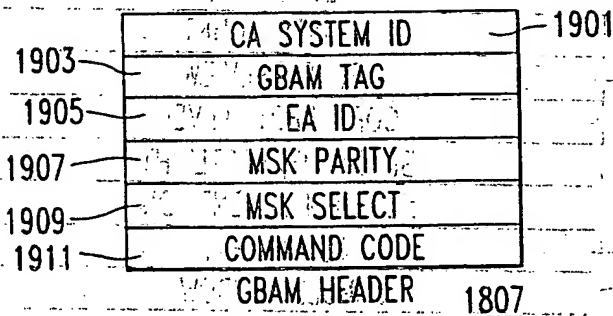 CA SYSTEM ID 1901
1903 GBAM TAG
1905 EA ID
1907 MSK PARITY
1909 MSK SELECT
1911 COMMAND CODE
GBAM HEADER 1807